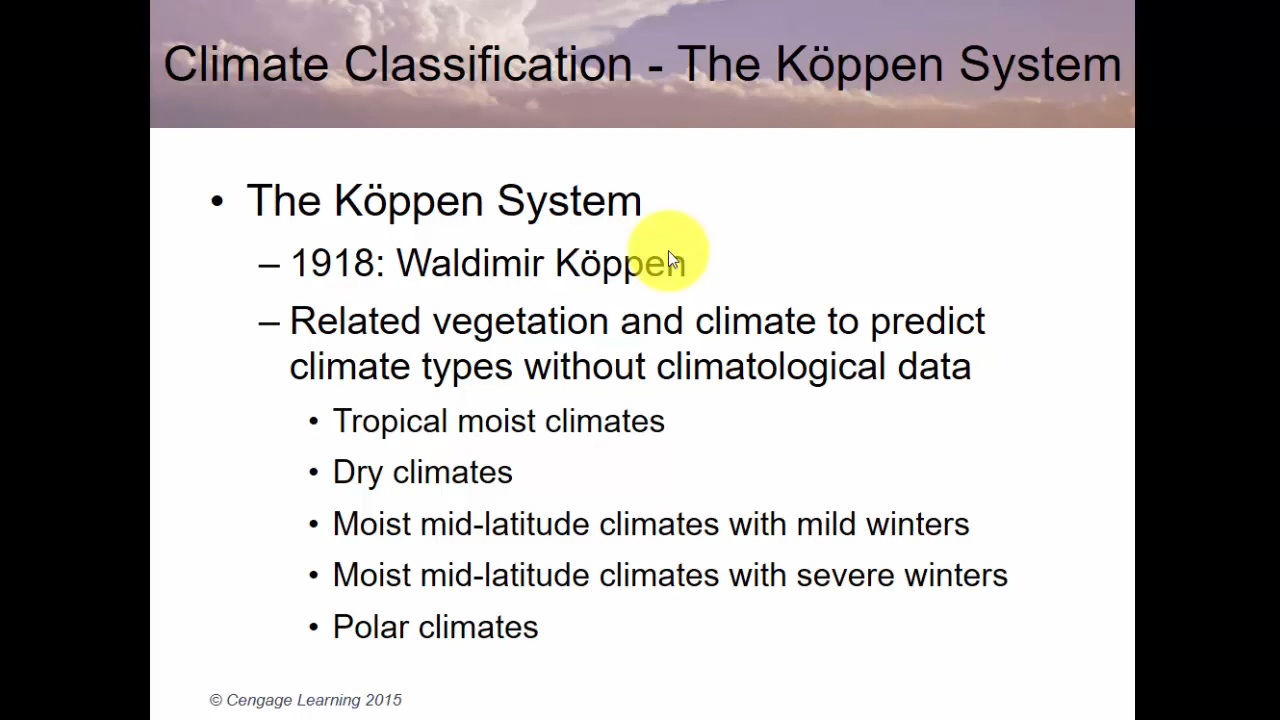 Climate Classification - The Köppen System
• The Köppen System
– 1918: Waldimir Köppen
– Related vegetation and climate to predict
climate types without climatological data
• Tropical moist climates
• Dry climates
• Moist mid-latitude climates with mild winters
• Moist mid-latitude climates with severe winters
• Polar climates
© Cengage Learning 2015